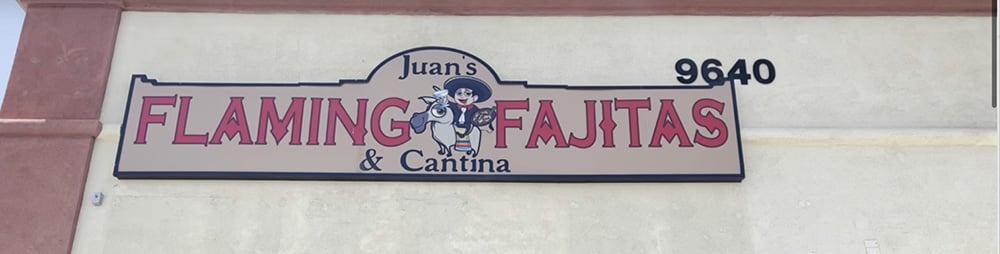 Juan's
FLAMING FAJITAS
& Cantina
9640